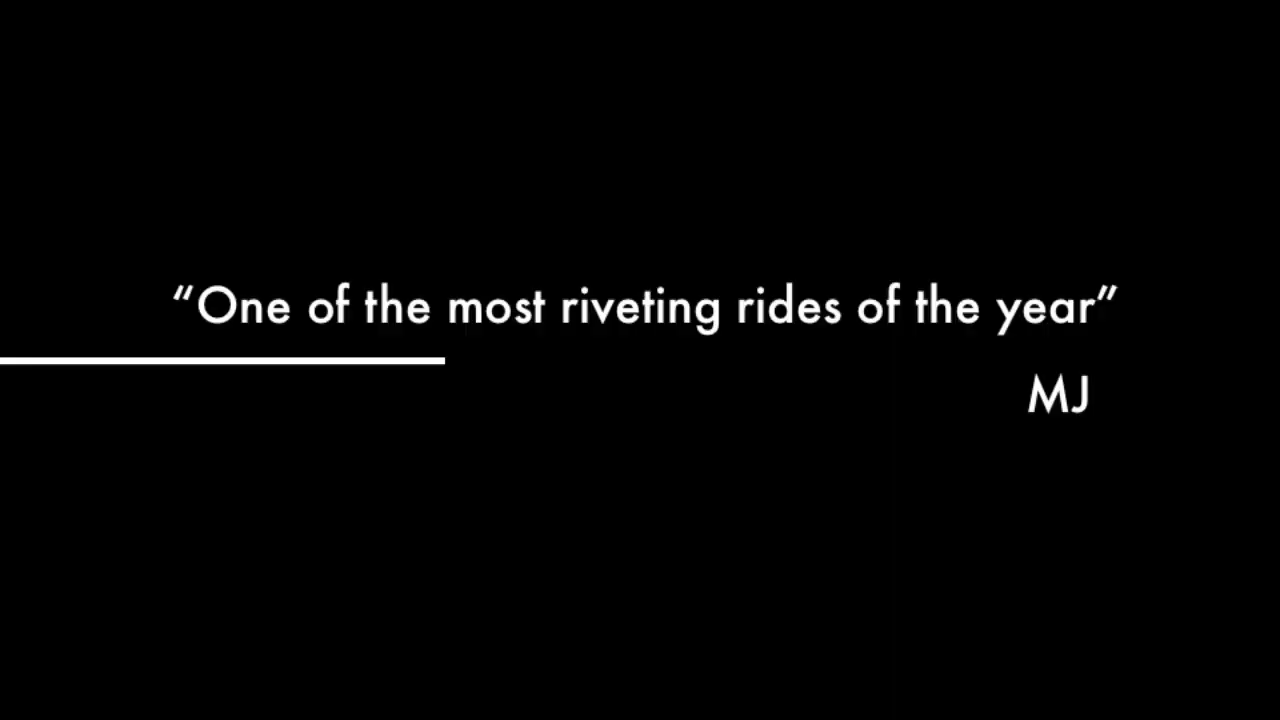 “One of the most riveting rides of the year”
MJ